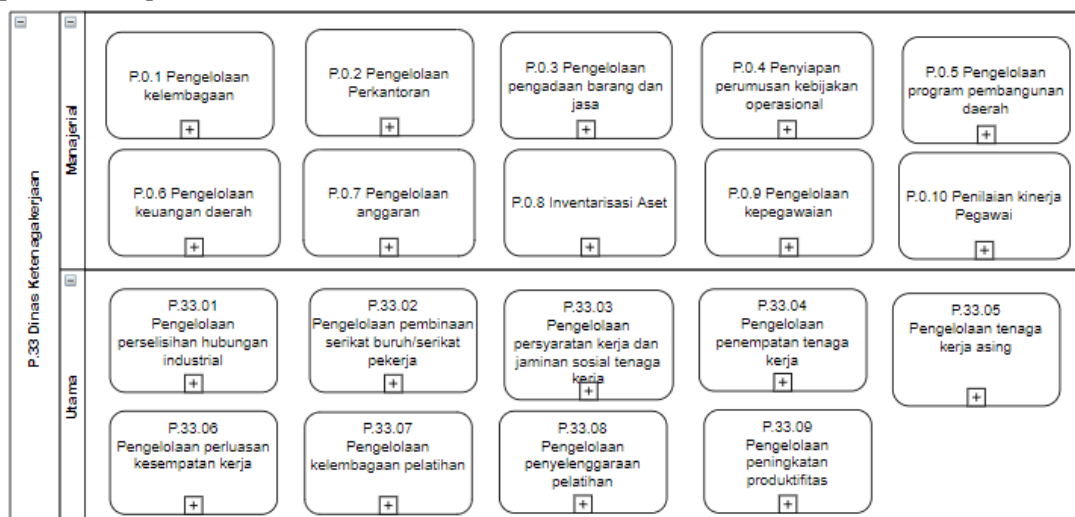 P.33 Dinas Ketenagakerjaan
Manajerial
P.0.1 Pengelolaan
kelembagaan
P.0.2 Pengelolaan
Perkantoran
P.0.3 Pengelolaan
pengadaan barang dan
jasa
P.0.4 Penyiapan
perumusan kebijakan
operasional
P.0.5 Pengelolaan
program pembangunan
daerah
P.0.6 Pengelolaan
keuangan daerah
P.0.7 Pengelolaan
anggaran
P.0.8 Inventarisasi Aset
P.0.9 Pengelolaan
kepegawaian
P.0.10 Penilaian kinerja
Pegawai
Utama
P.33.01
Pengelolaan
perselisihan hubungan
industrial
P.33.02
Pengelolaan pembinaan
serikat buruh/serikat
pekerja
P.33.03
Pengelolaan
persyaratan kerja dan
jaminan sosial tenaga
kerja
P.33.04
Pengelolaan
penempatan tenaga
kerja
P.33.05
Pengelolaan tenaga
kerja asing
P.33.06
Pengelolaan perluasan
kesempatan kerja
P.33.07
Pengelolaan
kelembagaan pelatihan
P.33.08
Pengelolaan
penyelenggaraan
pelatihan
P.33.09
Pengelolaan
peningkatan
produktifitas